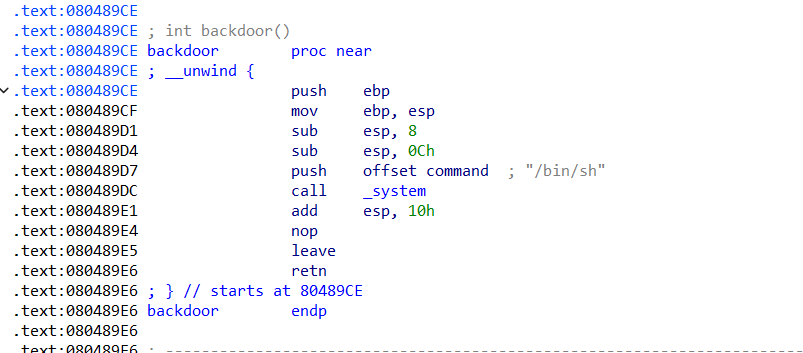 .text:080489CE
.text:080489CE ; int backdoor()
.text:080489CE backdoor        proc near
.text:080489CE ; __unwind {
.text:080489CE                 push    ebp
.text:080489CF                 mov     ebp, esp
.text:080489D1                 sub     esp, 8
.text:080489D4                 sub     esp, 0Ch
.text:080489D7                 push    offset command  ; "/bin/sh"
.text:080489DC                 call    _system
.text:080489E1                 add     esp, 10h
.text:080489E4                 nop
.text:080489E5                 leave
.text:080489E6                 retn
.text:080489E6 ; } // starts at 80489CE
.text:080489E6 backdoor        endp
.text:080489E6
.text:080489E6 ; ---------------------------------------------------------------------------